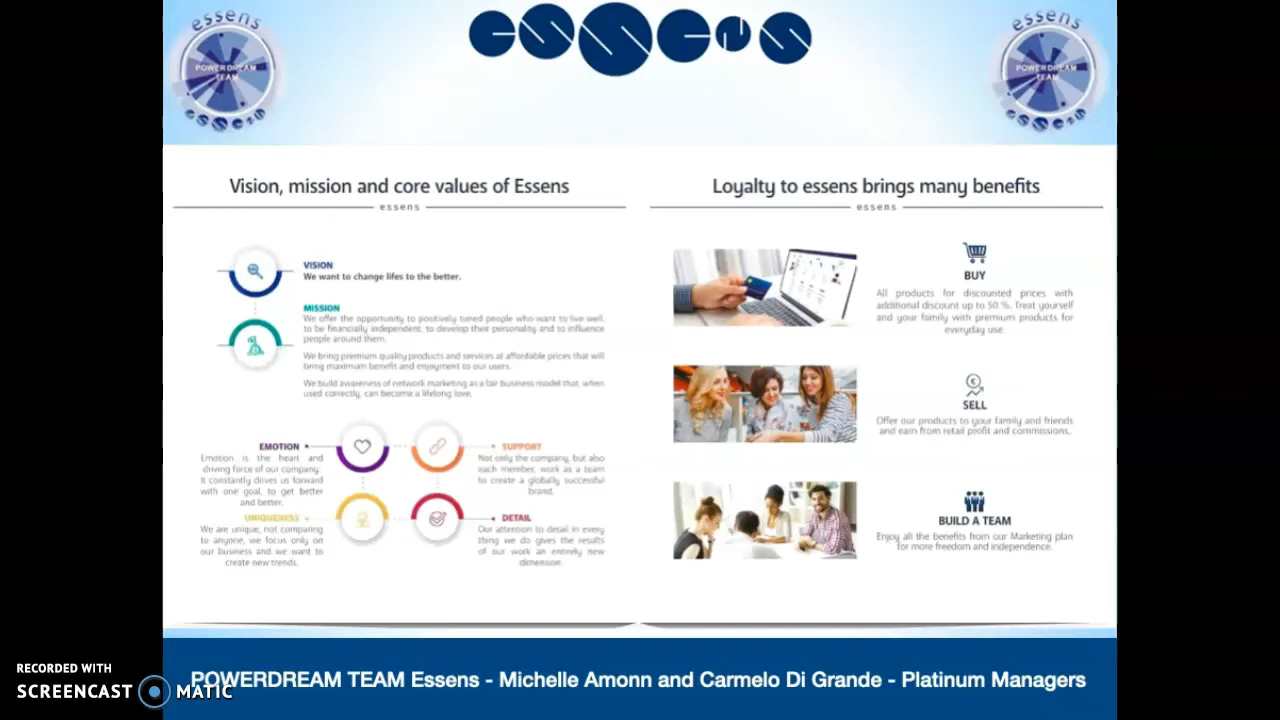 essens
POWER DREAM
TEAM
essens
essens
essens
POWER DREAM
TEAM
essens
Vision, mission and core values of Essens
essens
VISION
We want to change lifes to the better.
MISSION
We offer the opportunity to positively tuned people who want to live well,
to be financially independent, to develop their personality and to influence
people around them.
We bring premium quality products and services at affordable prices that will
bring maximum benefit and enjoyment to our users.
We build awareness of network marketing as a fair business model that, when
used correctly, can become a lifelong love.
EMOTION
Emotion is the heart and
driving force of our company.
It constantly drives us forward
with one goal, to get better
and better.
SUPPORT
Not only the company, but also
each member, work as a team
to create a globally successful
brand.
UNIQUENESS
We are unique, not comparing
to anyone, we focus only on
our business and we want to
create new trends.
DETAIL
Our attention to detail in every
thing we do gives the results
of our work an entirely new
dimension.
Loyalty to essens brings many benefits
essens
BUY
All products for discounted prices with
additional discount up to 50 %. Treat yourself
and your family with premium products for
everyday use.
SELL
Offer our products to your family and friends
and earn from retail profit and commissions.
BUILD A TEAM
Enjoy all the benefits from our Marketing plan
for more freedom and independence.
POWERDREAM TEAM Essens - Michelle Amonn and Carmelo Di Grande - Platinum Managers
RECORDED WITH
SCREENCAST MATIC